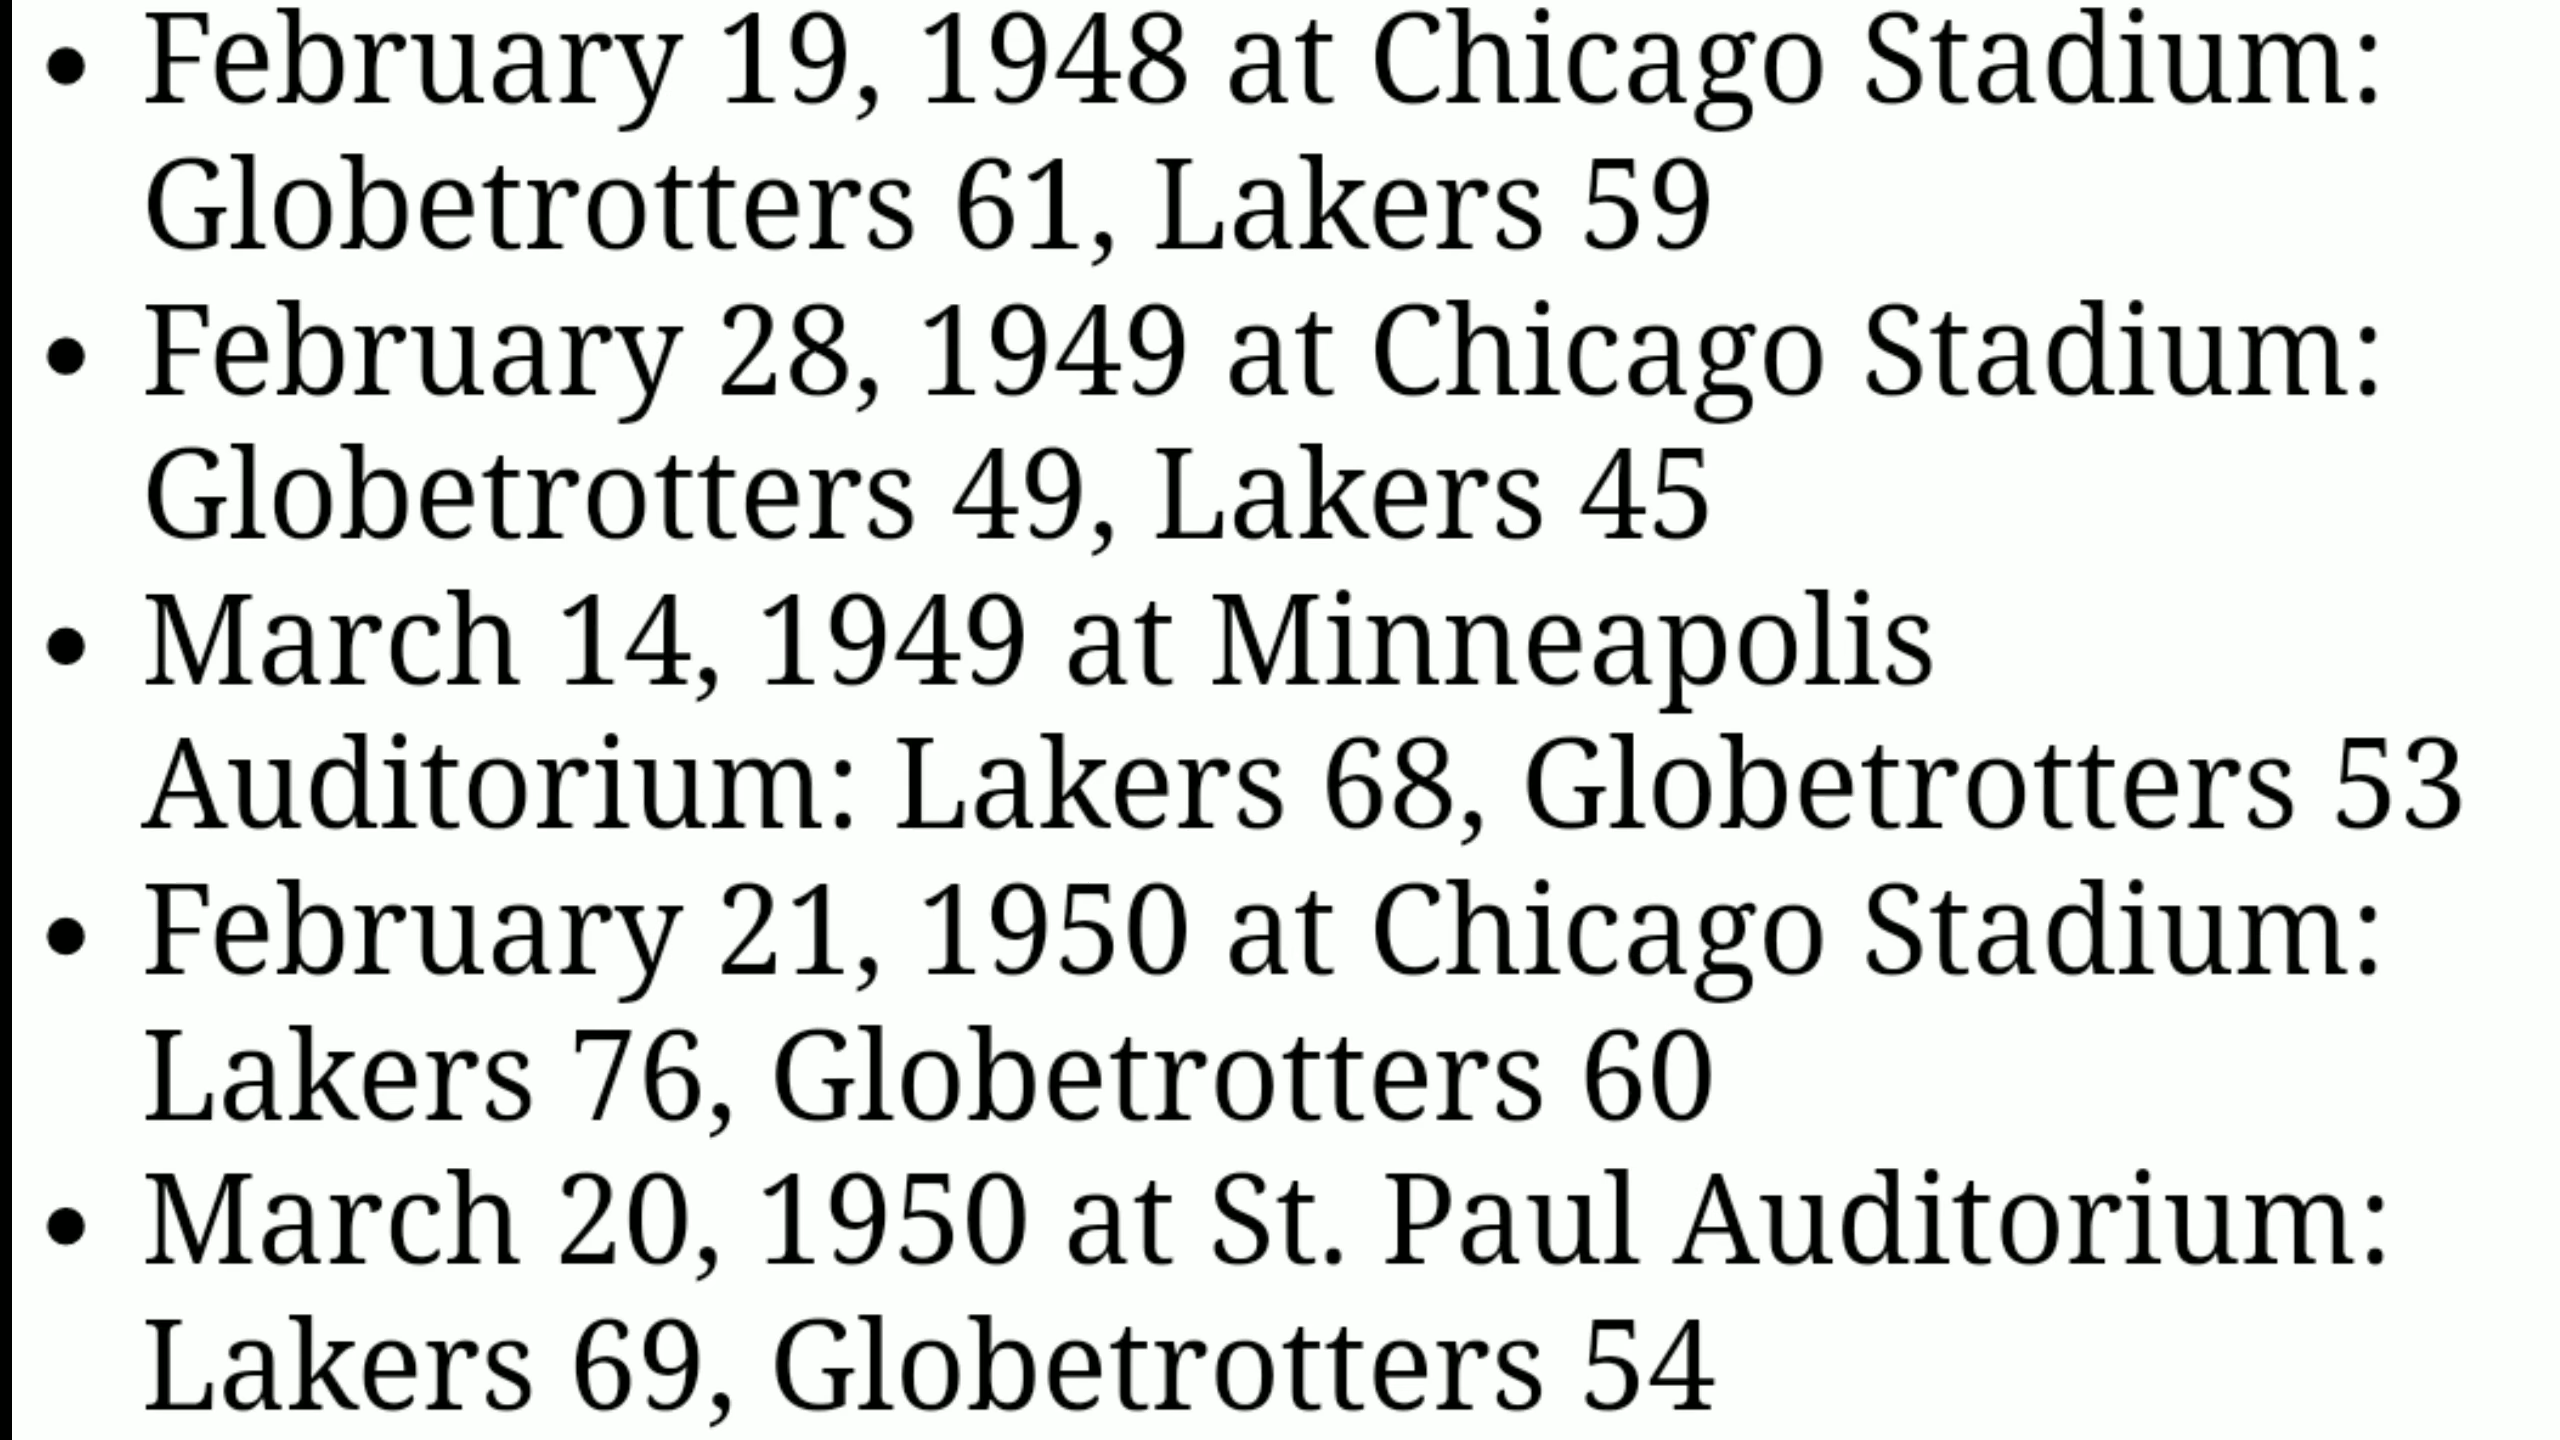 • February 19, 1948 at Chicago Stadium:
Globetrotters 61, Lakers 59
• February 28, 1949 at Chicago Stadium:
Globetrotters 49, Lakers 45
• March 14, 1949 at Minneapolis
Auditorium: Lakers 68, Globetrotters 53
• February 21, 1950 at Chicago Stadium:
Lakers 76, Globetrotters 60
• March 20, 1950 at St. Paul Auditorium:
Lakers 69, Globetrotters 54